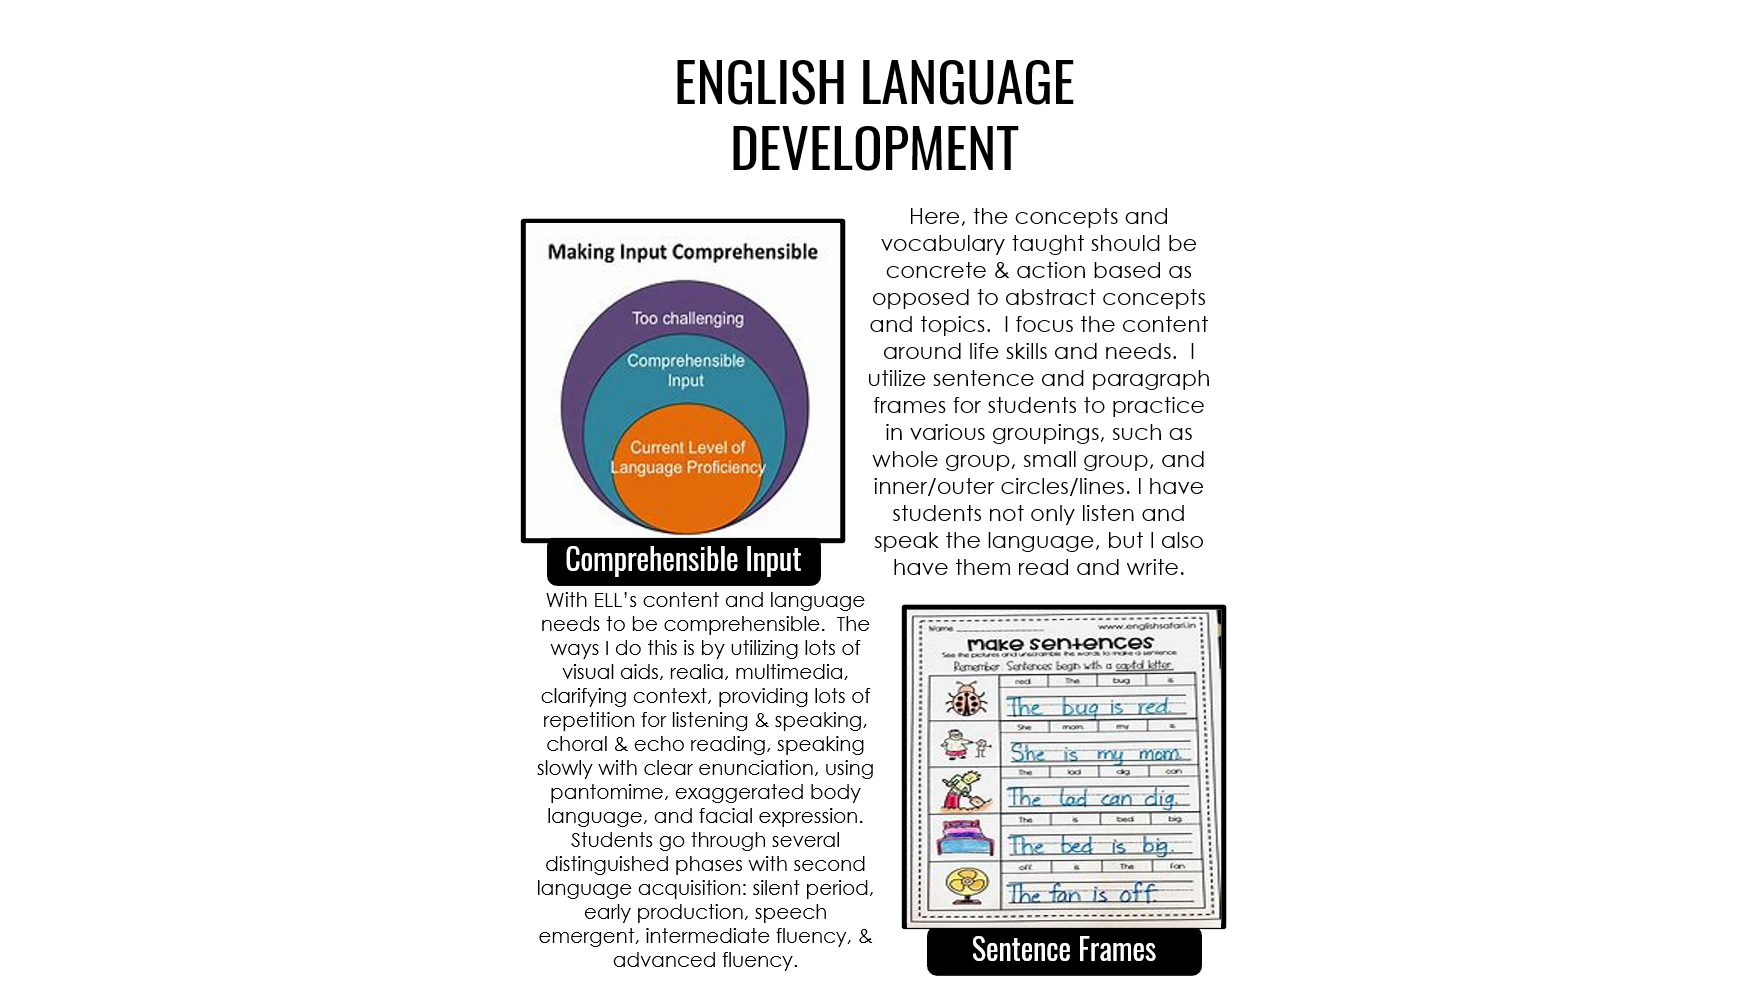 ENGLISH LANGUAGE
DEVELOPMENT
Making Input Comprehensible
Too challenging
Comprehensible
Input
Current Level of
Language Proficiency
Comprehensible Input
With ELL's content and language
needs to be comprehensible. The
ways I do this is by utilizing lots of
visual aids, realia, multimedia,
clarifying context, providing lots of
repetition for listening & speaking,
choral & echo reading, speaking
slowly with clear enunciation, using
pantomime, exaggerated body
language, and facial expression.
Students go through several
distinguished phases with second
language acquisition: silent period,
early production, speech
emergent, intermediate fluency, &
advanced fluency.
Here, the concepts and
vocabulary taught should be
concrete & action based as
opposed to abstract concepts
and topics. I focus the content
around life skills and needs. I
utilize sentence and paragraph
frames for students to practice
in various groupings, such as
whole group, small group, and
inner/outer circles/lines. I have
students not only listen and
speak the language, but I also
have them read and write.
Name www.englishsafari.in
make sentences
See the pictures and unscramble the words to make a sentence
Remember: Sentences begin with a capital letter.
red The bug is
The bug is red.
She mom my is
She is my mom.
The lad dig can
The lad can dig.
The is bed big
The bed is big.
off is The fan
The fan is off.
Sentence Frames